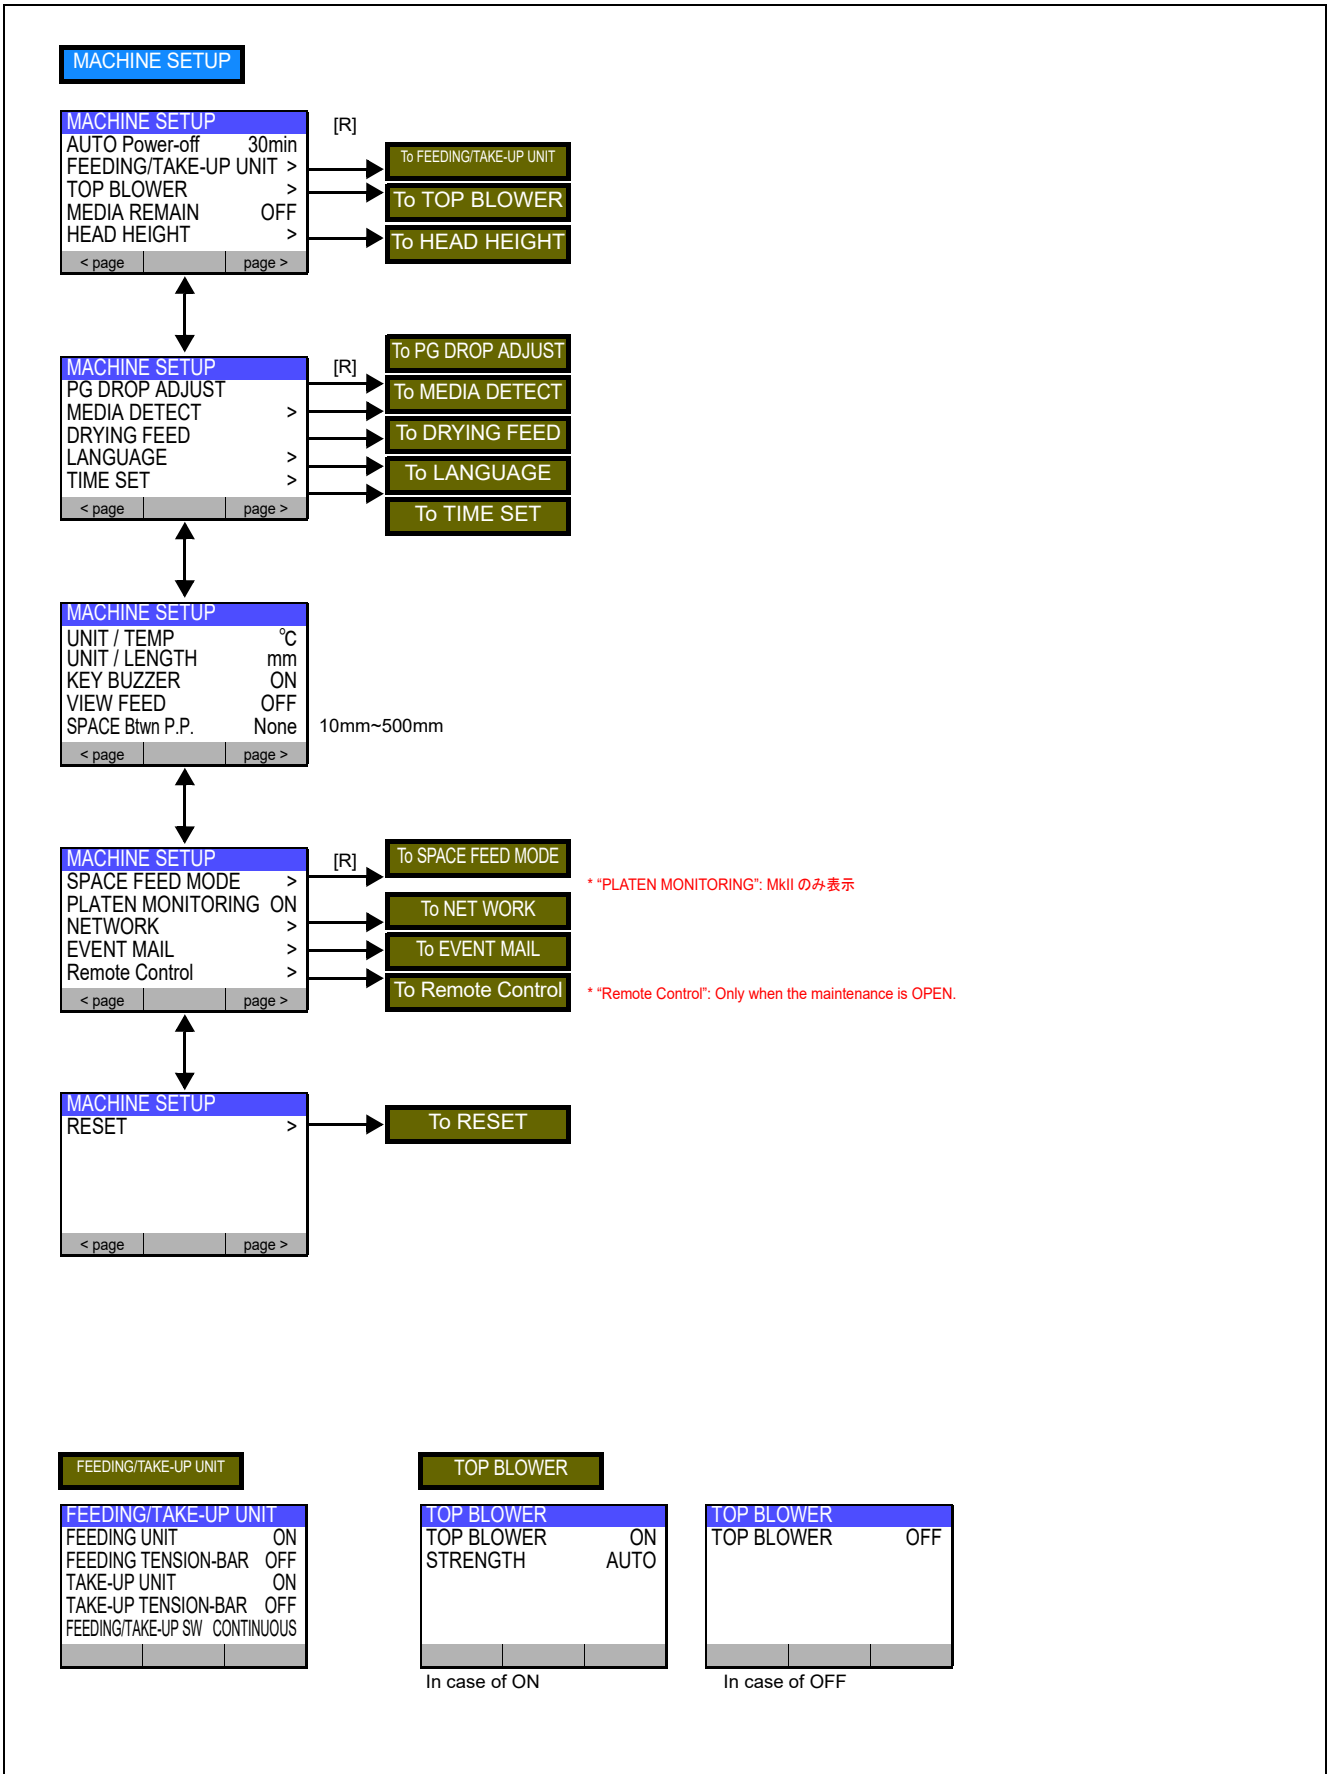 MACHINE SETUP
MACHINE SETUP
[R]
AUTO Power-off 30min
FEEDING/TAKE-UP UNIT >
TOP BLOWER >
MEDIA REMAIN OFF
HEAD HEIGHT >
< page page >
To FEEDING/TAKE-UP UNIT
To TOP BLOWER
To HEAD HEIGHT
MACHINE SETUP
[R]
PG DROP ADJUST
MEDIA DETECT >
DRYING FEED
LANGUAGE >
TIME SET >
< page page >
To PG DROP ADJUST
To MEDIA DETECT
To DRYING FEED
To LANGUAGE
To TIME SET
MACHINE SETUP
UNIT / TEMP °C
UNIT / LENGTH mm
KEY BUZZER ON
VIEW FEED OFF
SPACE Btwn P.P. None 10mm~500mm
< page page >
MACHINE SETUP
[R]
SPACE FEED MODE >
PLATEN MONITORING ON
NETWORK >
EVENT MAIL >
Remote Control >
< page page >
To SPACE FEED MODE
* “PLATEN MONITORING”: MkII のみ表示
To NET WORK
To EVENT MAIL
To Remote Control
* “Remote Control”: Only when the maintenance is OPEN.
MACHINE SETUP
RESET >
< page page >
To RESET
FEEDING/TAKE-UP UNIT
FEEDING/TAKE-UP UNIT
FEEDING UNIT ON
FEEDING TENSION-BAR OFF
TAKE-UP UNIT ON
TAKE-UP TENSION-BAR OFF
FEEDING/TAKE-UP SW CONTINUOUS
TOP BLOWER
TOP BLOWER
TOP BLOWER ON
STRENGTH AUTO
In case of ON
TOP BLOWER
TOP BLOWER OFF
In case of OFF